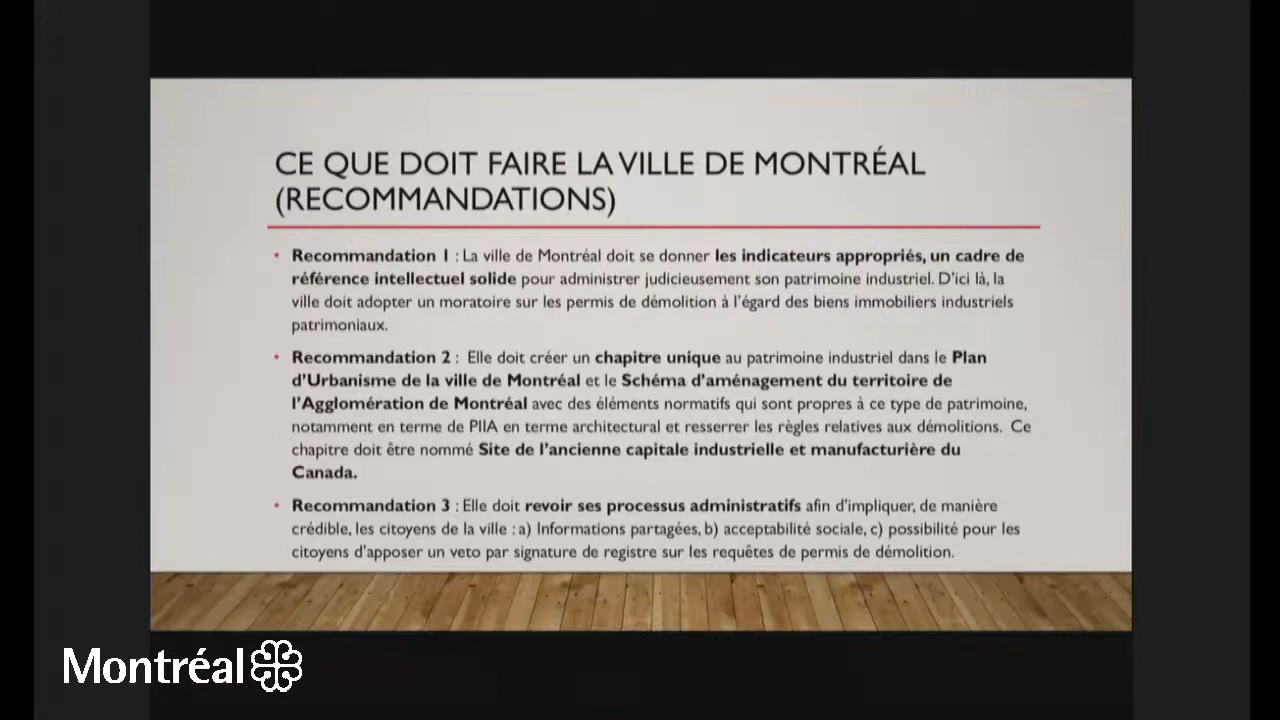 CE QUE DOIT FAIRE LA VILLE DE MONTRÉAL
(RECOMMANDATIONS)
• Recommandation 1 : La ville de Montréal doit se donner les indicateurs appropriés, un cadre de
référence intellectuel solide pour administrer judicieusement son patrimoine industriel. D'ici là, la
ville doit adopter un moratoire sur les permis de démolition à l'égard des biens immobiliers industriels
patrimoniaux.
• Recommandation 2 : Elle doit créer un chapitre unique au patrimoine industriel dans le Plan
d'Urbanisme de la ville de Montréal et le Schéma d'aménagement du territoire de
l'Agglomération de Montréal avec des éléments normatifs qui sont propres à ce type de patrimoine,
notamment en terme de PIIA en terme architectural et resserrer les règles relatives aux démolitions. Ce
chapitre doit être nommé Site de l'ancienne capitale industrielle et manufacturière du
Canada.
• Recommandation 3 : Elle doit revoir ses processus administratifs afin d'impliquer, de manière
crédible, les citoyens de la ville : a) Informations partagées, b) acceptabilité sociale, c) possibilité pour les
citoyens d'apposer un veto par signature de registre sur les requêtes de permis de démolition.
Montréal